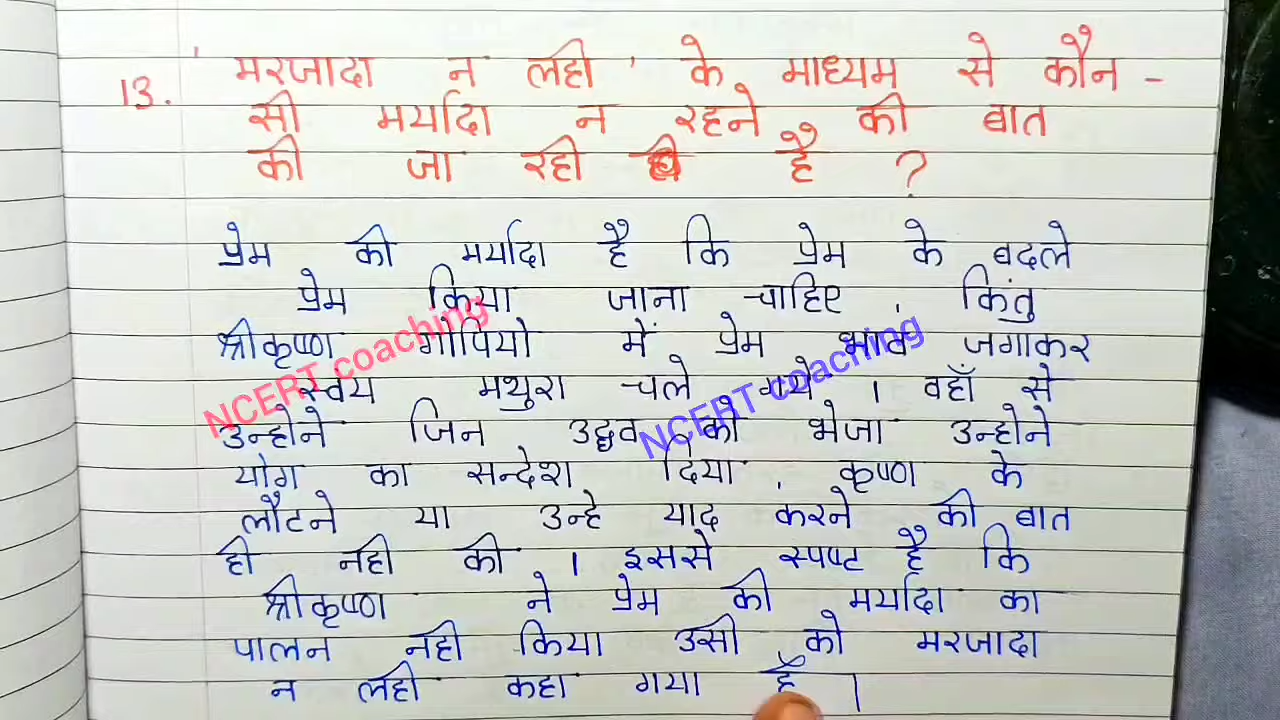 13. 'मरजादा न लही' के माध्यम से कौन -
सी मर्यादा न रहने की बात
की जा रही है ?
प्रेम की मर्यादा है कि प्रेम के बदले
प्रेम किया जाना चाहिए , किंतु
श्रीकृष्ण गोपियो में प्रेम भाव जगाकर
स्वयं मथुरा चले गये । वहाँ से
उन्होने जिन उद्धव को भेजा उन्होने
योग का सन्देश दिया , कृष्ण के
लौटने या उन्हे याद करने की बात
ही नही की । इससे स्पष्ट है कि
श्रीकृष्ण ने प्रेम की मर्यादा का
पालन नही किया उसी को मरजादा
न लही कहा गया है ।
NCERT coaching
NCERT coaching